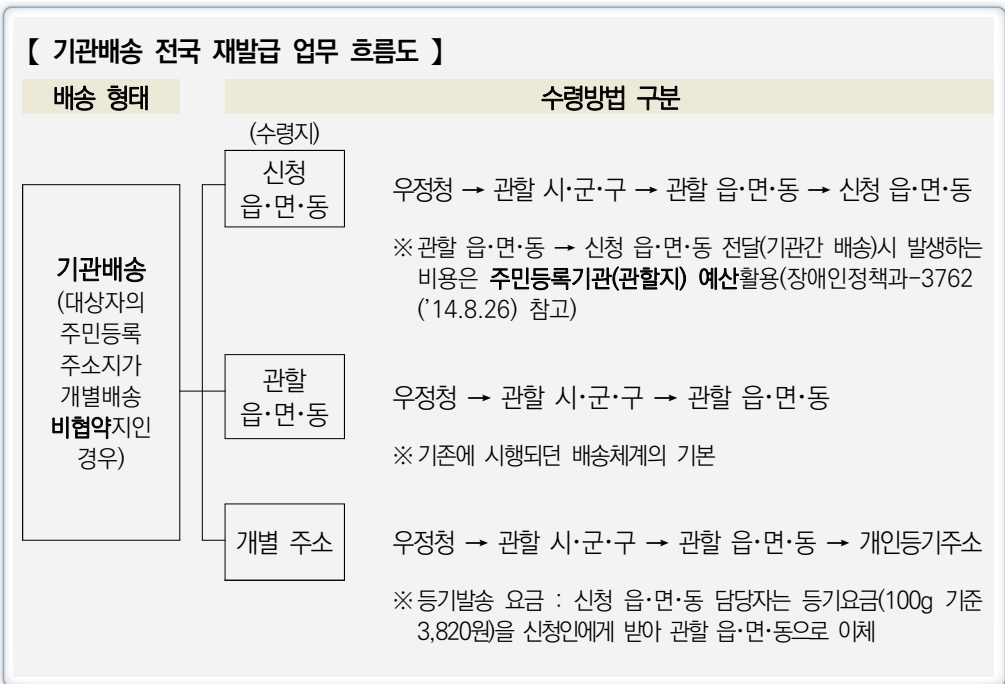 【 기관배송 전국 재발급 업무 흐름도 】
배송 형태
수령방법 구분
(수령지)
신청
읍·면·동
우정청 → 관할 시·군·구 → 관할 읍·면·동 → 신청 읍·면·동
※ 관할 읍·면·동 → 신청 읍·면·동 전달(기관간 배송)시 발생하는
비용은 주민등록기관(관할지) 예산활용(장애인정책과-3762
('14.8.26) 참고)
기관배송
(대상자의
주민등록
주소지가
개별배송
비협약지인
경우)
관할
읍·면·동
우정청 → 관할 시·군·구 → 관할 읍·면·동
※ 기존에 시행되던 배송체계의 기본
개별 주소
우정청 → 관할 시·군·구 → 관할 읍·면·동 → 개인등기주소
※ 등기발송 요금 : 신청 읍·면·동 담당자는 등기요금(100g 기준
3,820원)을 신청인에게 받아 관할 읍·면·동으로 이체